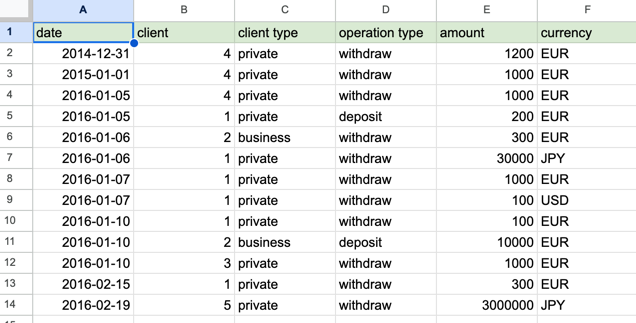 A B C D E F
1 date client client type operation type amount currency
2 2014-12-31 4 private withdraw 1200 EUR
3 2015-01-01 4 private withdraw 1000 EUR
4 2016-01-05 4 private withdraw 1000 EUR
5 2016-01-05 1 private deposit 200 EUR
6 2016-01-06 2 business withdraw 300 EUR
7 2016-01-06 1 private withdraw 30000 JPY
8 2016-01-07 1 private withdraw 1000 EUR
9 2016-01-07 1 private withdraw 100 USD
10 2016-01-10 1 private withdraw 100 EUR
11 2016-01-10 2 business deposit 10000 EUR
12 2016-01-10 3 private withdraw 1000 EUR
13 2016-02-15 1 private withdraw 300 EUR
14 2016-02-19 5 private withdraw 3000000 JPY